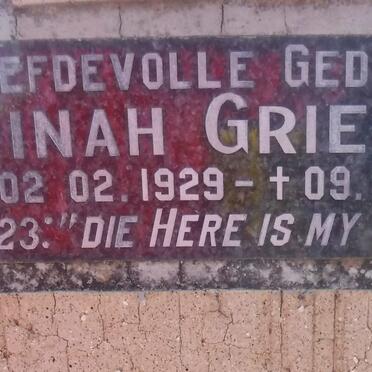 EFDEVOLLE GED
INAH GRIE
02 02. 1929 – † 09.
23: "DIE HERE IS MY